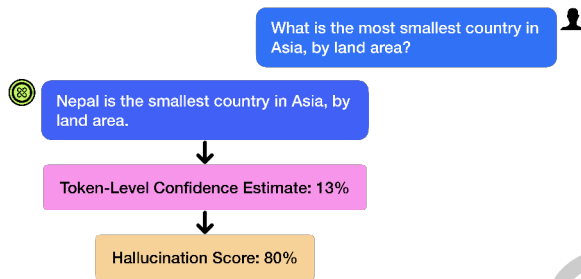 What is the most smallest country in
Asia, by land area?
Nepal is the smallest country in Asia, by
land area.
Token-Level Confidence Estimate: 13%
Hallucination Score: 80%